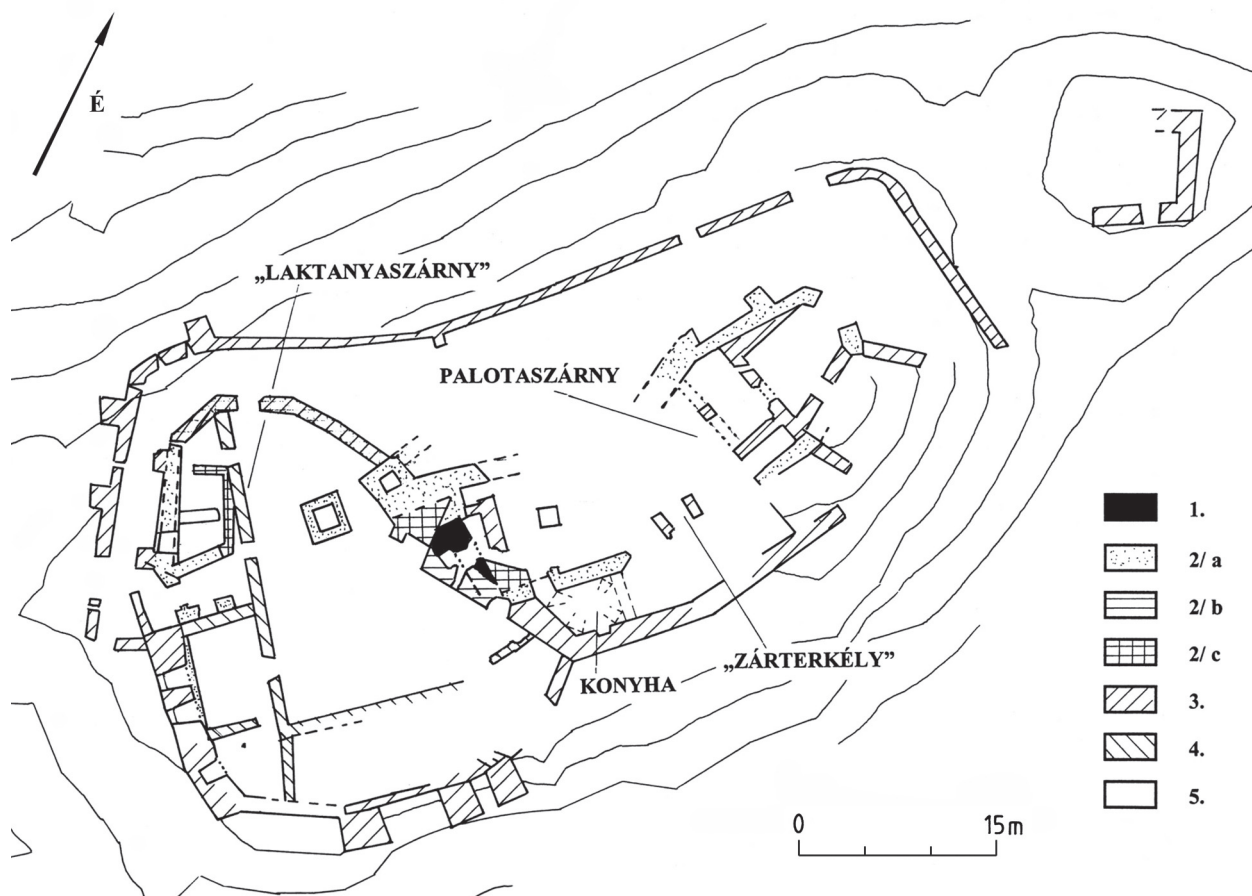 É
„LAKTANYASZÁRNY”
PALOTASZÁRNY
„ZÁRTERKÉLY”
KONYHA
1.
2/ a
2/ b
2/ c
3.
4.
5.
0 15 m